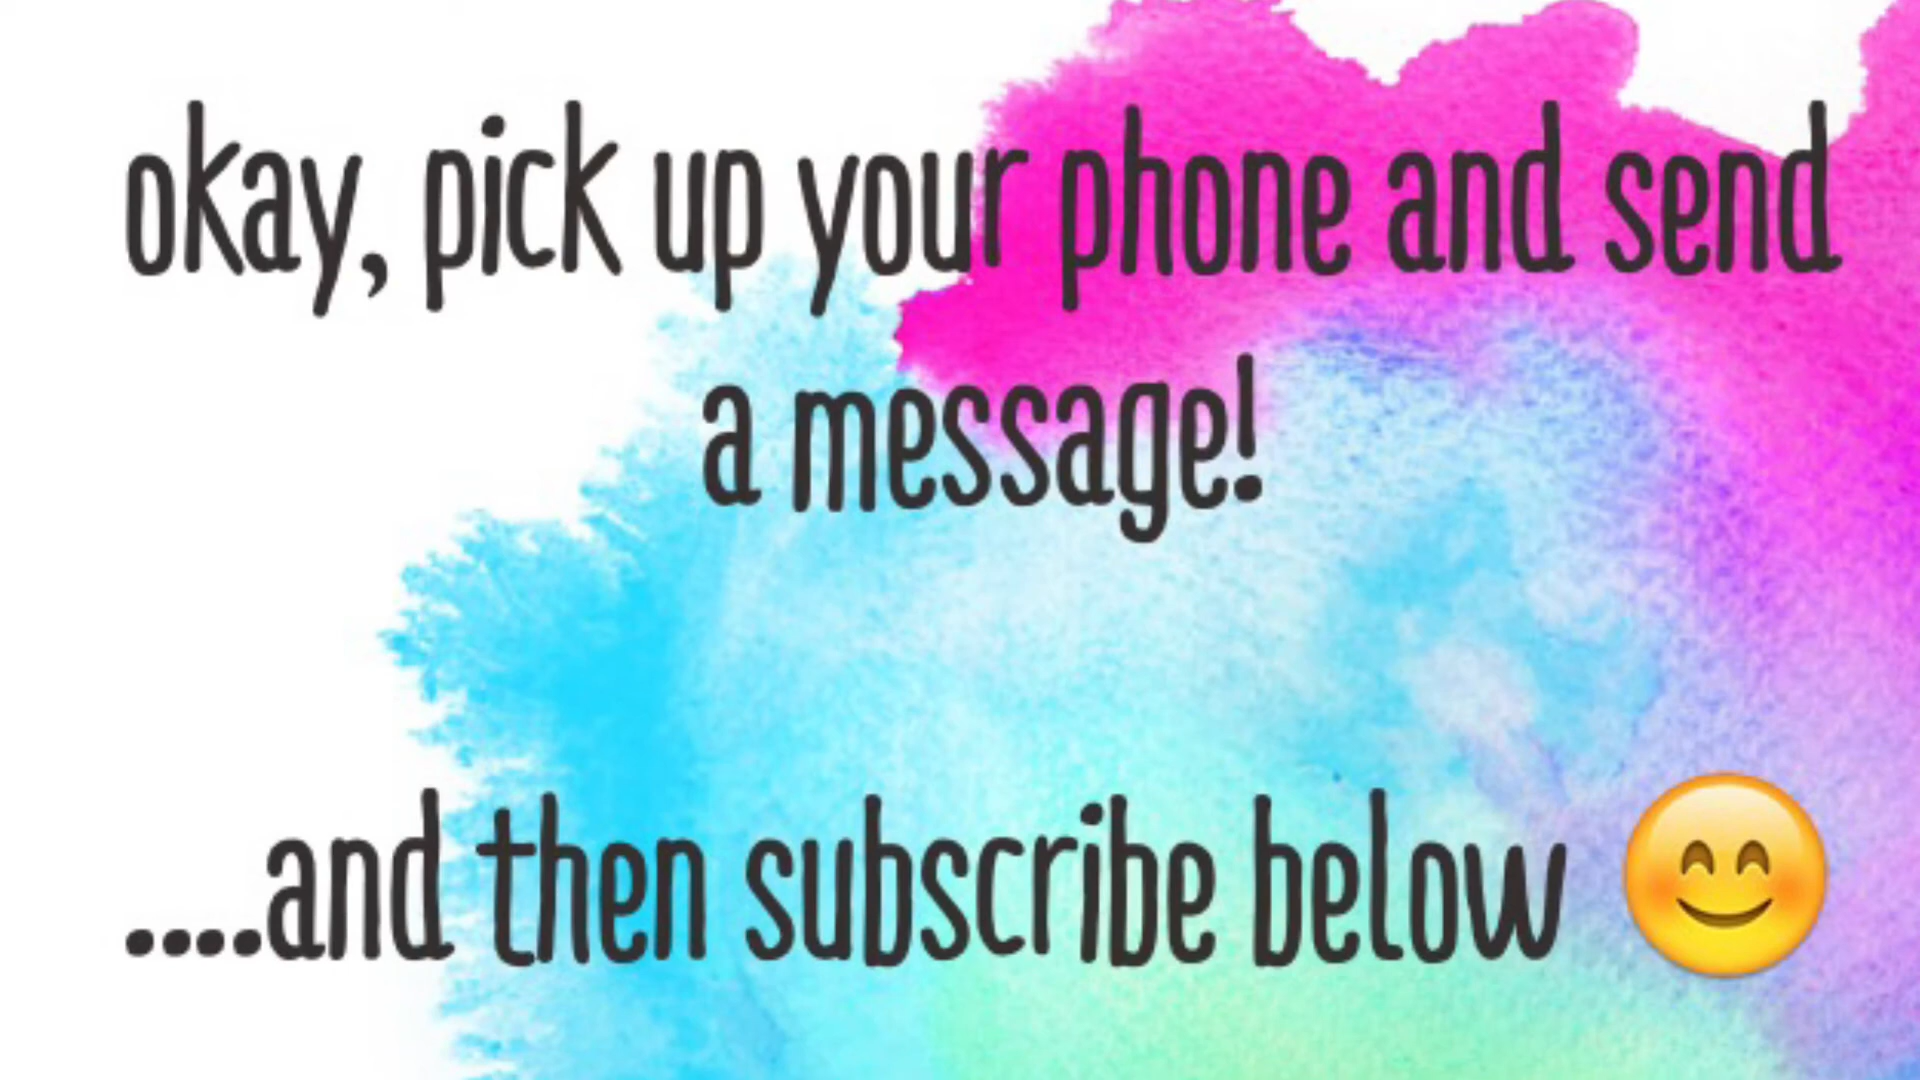 okay, pick up your phone and send
a message!
....and then subscribe below 😊